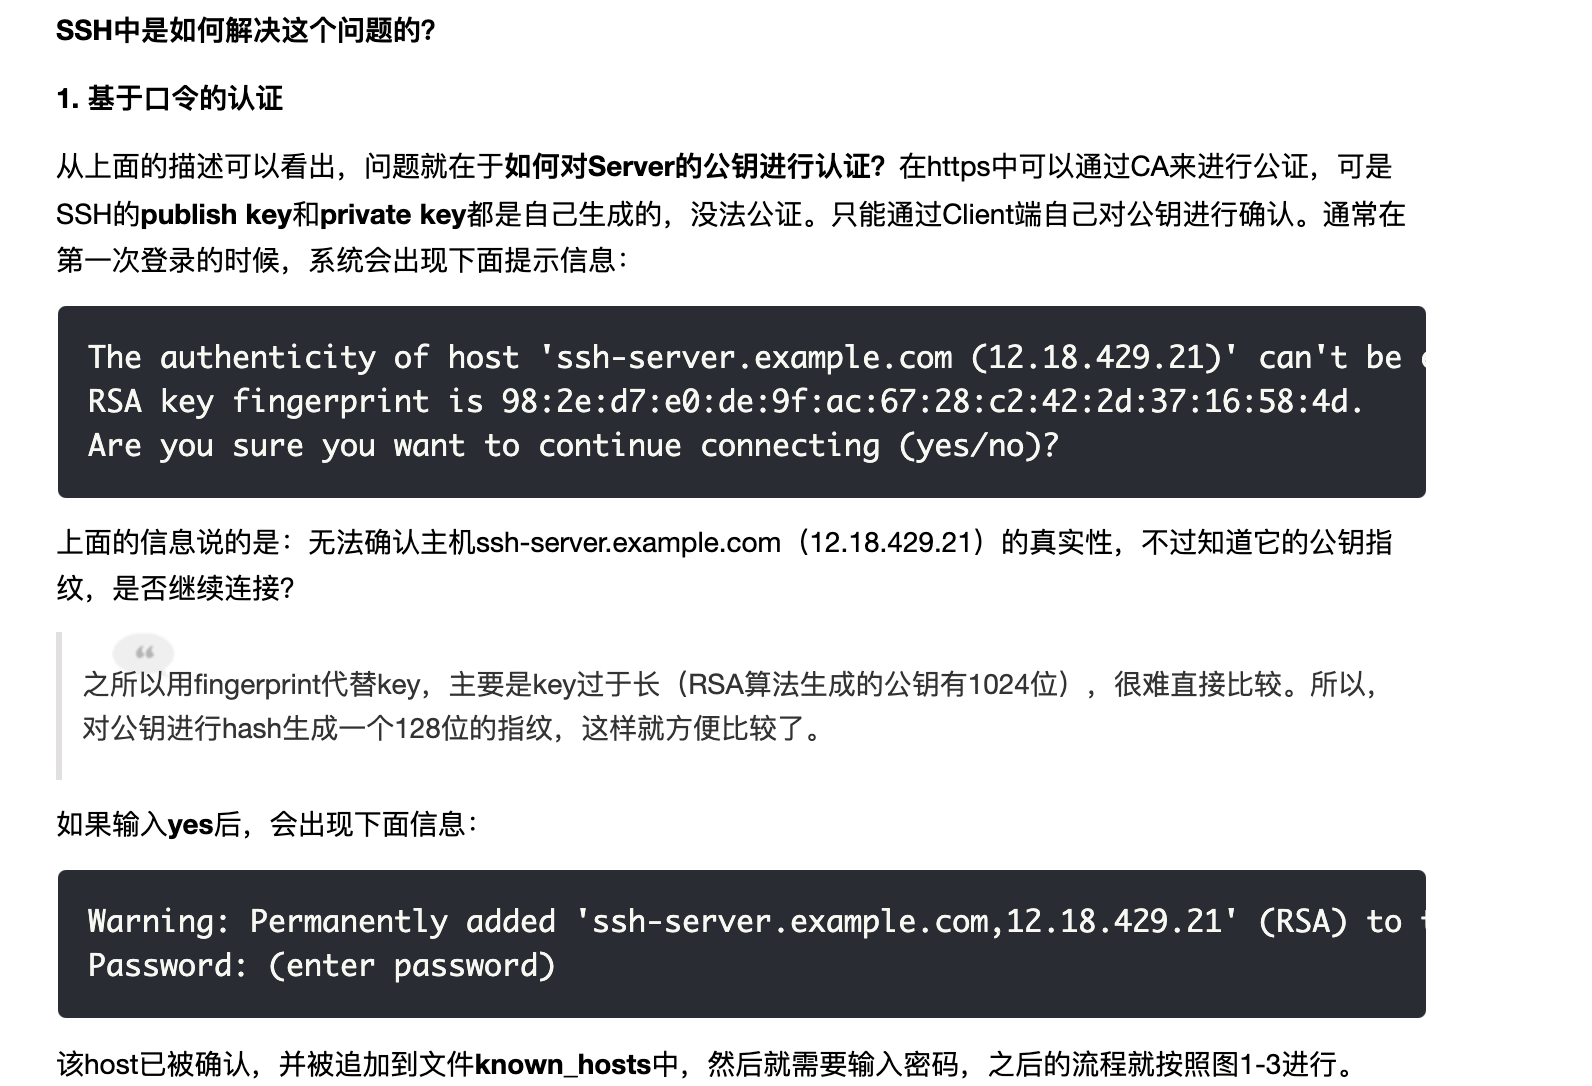 SSH中是如何解决这个问题的？
1. 基于口令的认证
从上面的描述可以看出，问题就在于如何对Server的公钥进行认证？在https中可以通过CA来进行公证，可是
SSH的publish key和private key都是自己生成的，没法公证。只能通过Client端自己对公钥进行确认。通常在
第一次登录的时候，系统会出现下面提示信息：
The authenticity of host 'ssh-server.example.com (12.18.429.21)' can't be
RSA key fingerprint is 98:2e:d7:e0:de:9f:ac:67:28:c2:42:2d:37:16:58:4d.
Are you sure you want to continue connecting (yes/no)?
上面的信息说的是：无法确认主机ssh-server.example.com（12.18.429.21）的真实性，不过知道它的公钥指
纹，是否继续连接？
之所以用fingerprint代替key，主要是key过于长（RSA算法生成的公钥有1024位），很难直接比较。所以，
对公钥进行hash生成一个128位的指纹，这样就方便比较了。
如果输入yes后，会出现下面信息：
Warning: Permanently added 'ssh-server.example.com,12.18.429.21' (RSA) to
Password: (enter password)
该host已被确认，并被追加到文件known_hosts中，然后就需要输入密码，之后的流程就按照图1-3进行。